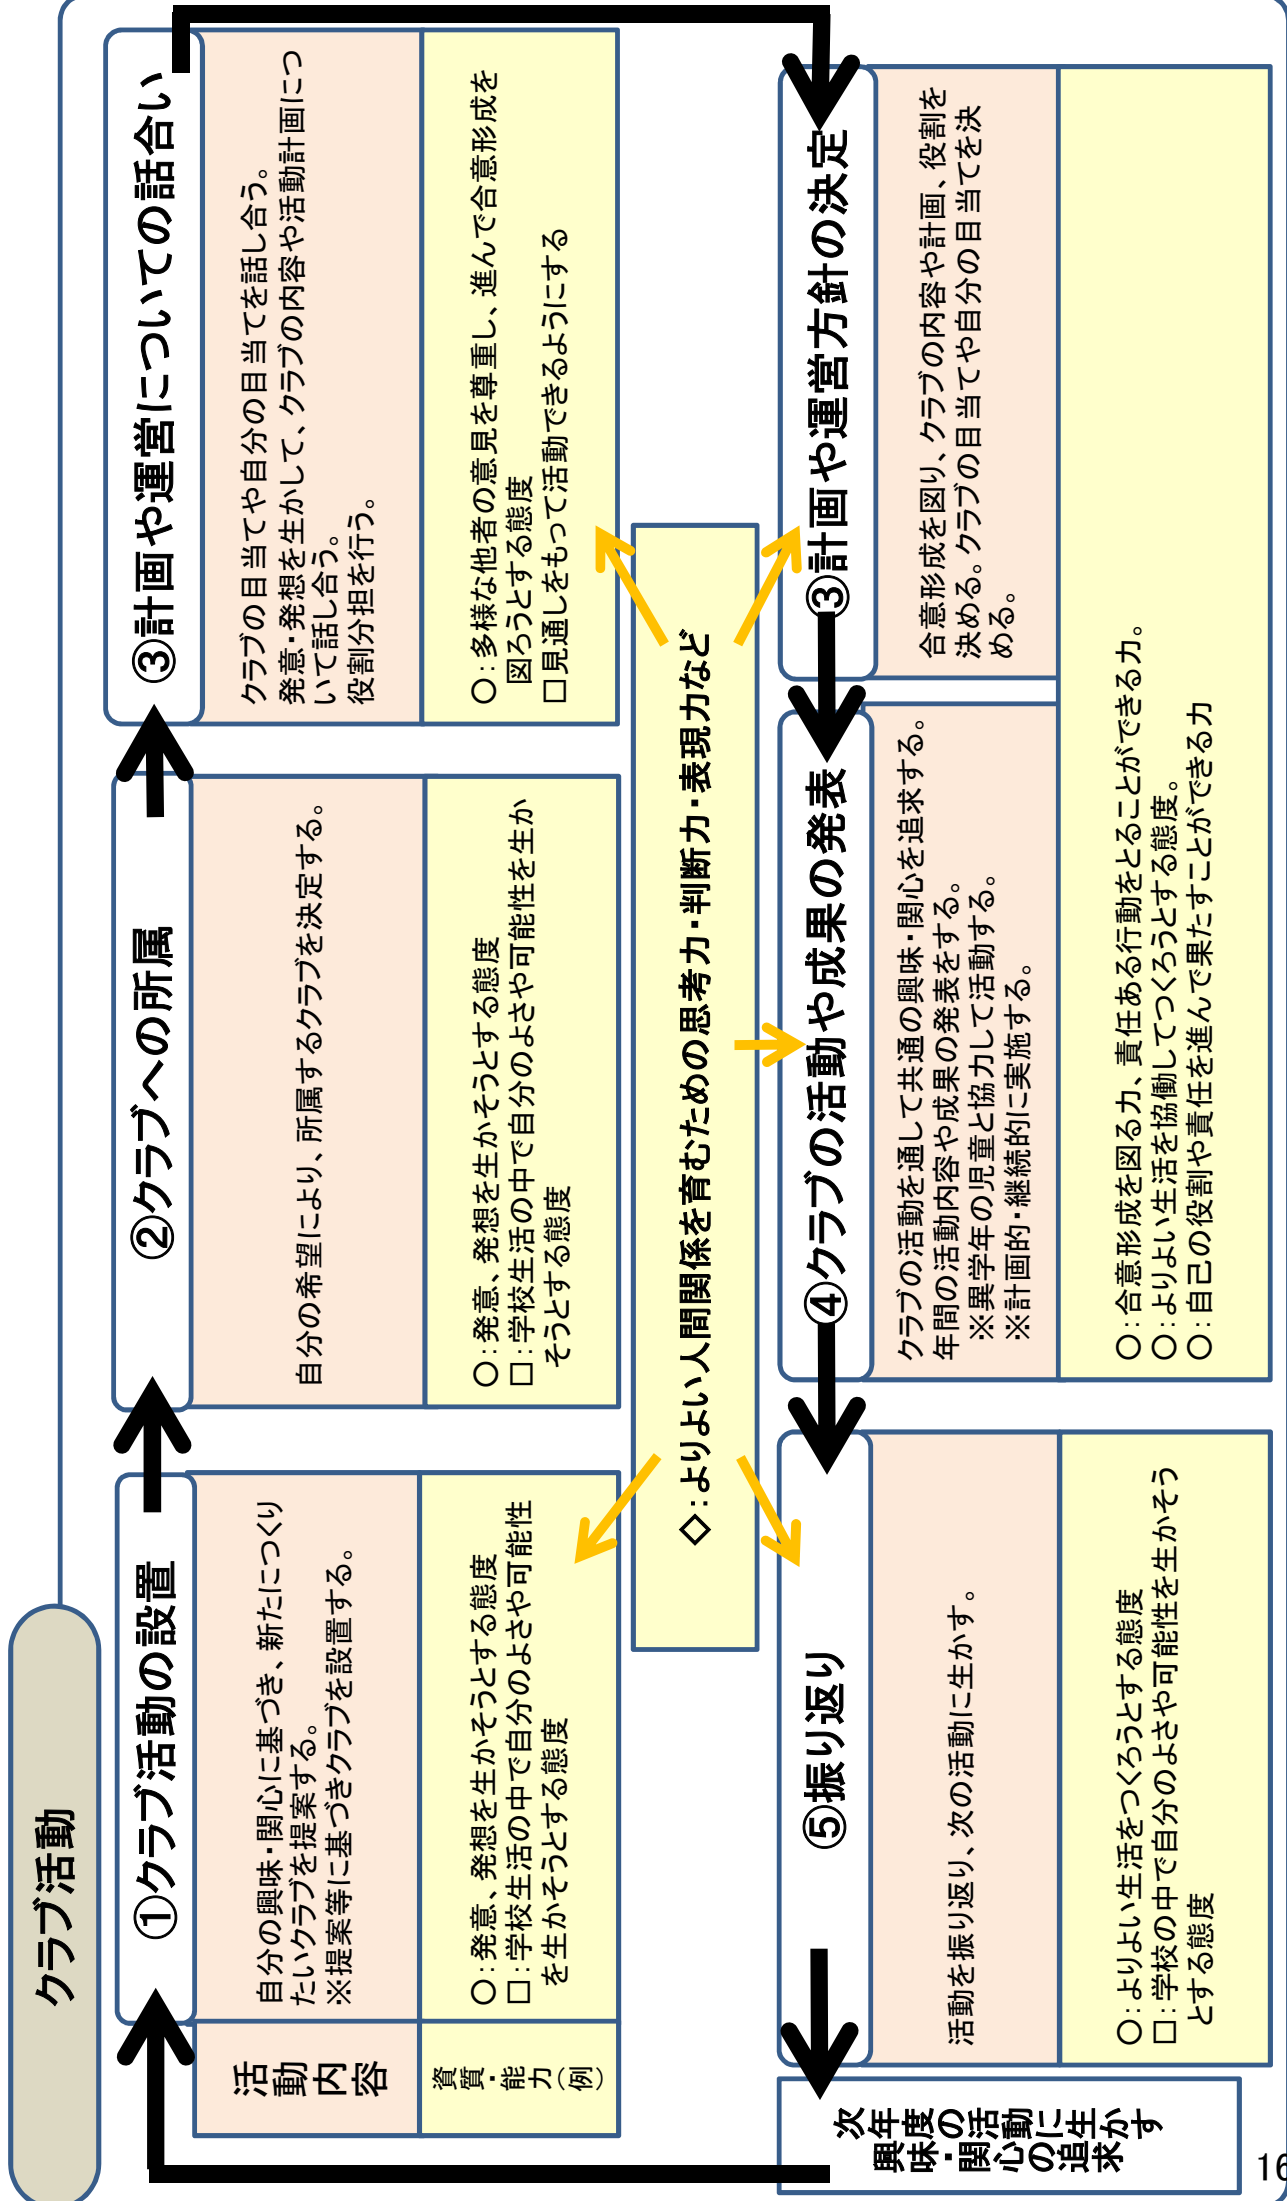 クラブ活動
①クラブ活動の設置
活動内容
自分の興味・関心に基づき、新たにつくり
たいクラブを提案する。
※提案等に基づきクラブを設置する。
資質・能力(例)
○:発意、発想を生かそうとする態度
□:学校生活の中で自分のよさや可能性
を生かそうとする態度
②クラブへの所属
自分の希望により、所属するクラブを決定する。
○:発意、発想を生かそうとする態度
□:学校生活の中で自分のよさや可能性を生か
そうとする態度
③計画や運営についての話合い
クラブの目当てや自分の目当てを話し合う。
発意・発想を生かして、クラブの内容や活動計画につ
いて話し合う。
役割分担を行う。
○:多様な他者の意見を尊重し、進んで合意形成を
図ろうとする態度
□見通しをもって活動できるようにする
◇:よりよい人間関係を育むための思考力・判断力・表現力など
③計画や運営方針の決定
合意形成を図り、クラブの内容や計画、役割を
決める。クラブの目当てや自分の目当てを決
める。
④クラブの活動や成果の発表
クラブの活動を通して共通の興味・関心を追求する。
年間の活動内容や成果の発表をする。
※異学年の児童と協力して活動する。
※計画的・継続的に実施する。
○:合意形成を図る力、責任ある行動をとることができる力。
○:よりよい生活を協働してつくろうとする態度。
○:自己の役割や責任を進んで果たすことができる力
⑤振り返り
活動を振り返り、次の活動に生かす。
○:よりよい生活をつくろうとする態度
□:学校の中で自分のよさや可能性を生かそう
とする態度
次年度の活動に生かす
興味・関心の追求
16